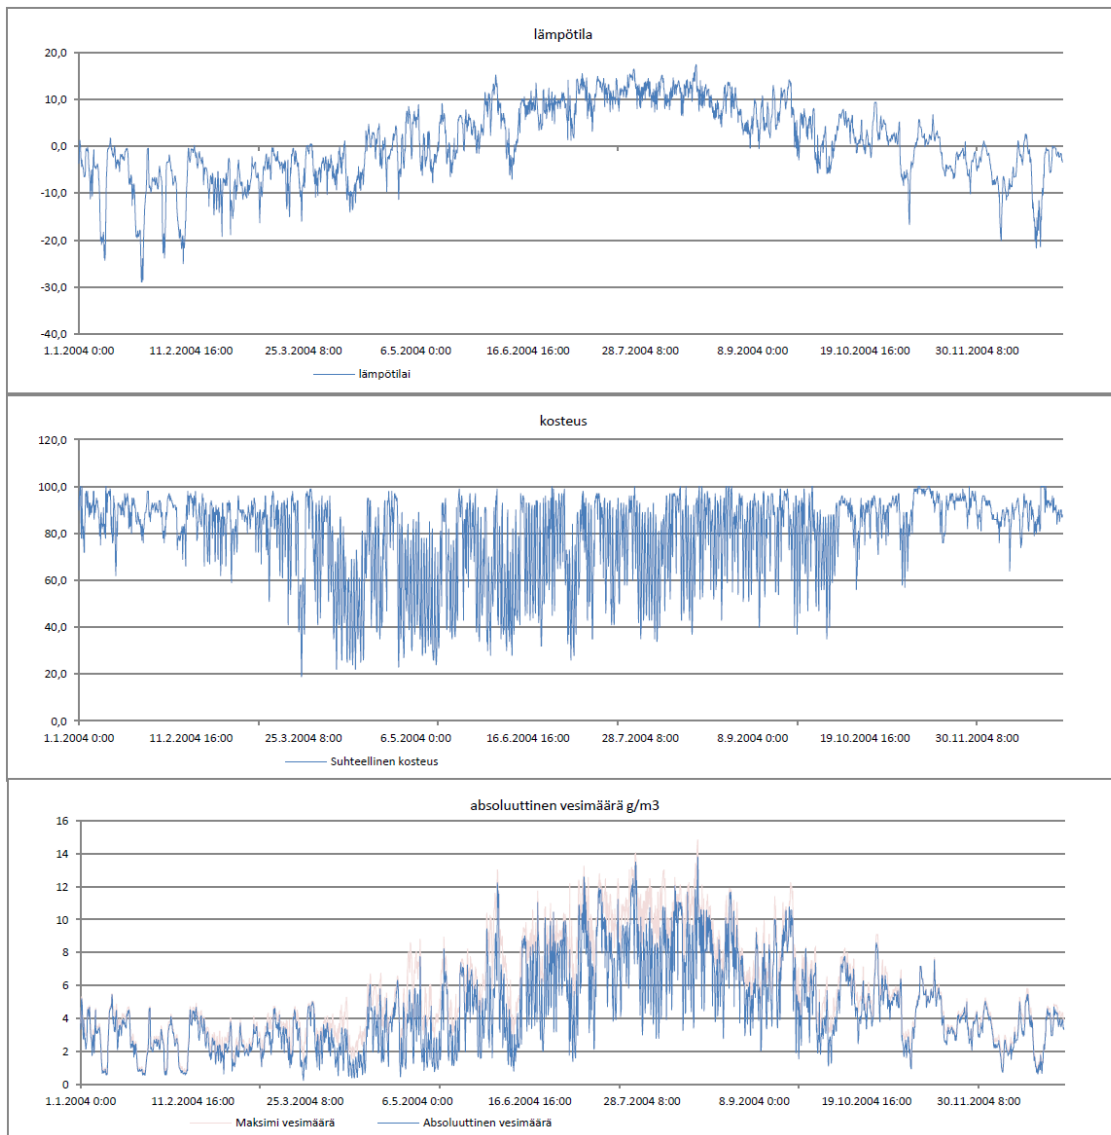 lämpötila
20,0
10,0
0,0
-10,0
-20,0
-30,0
-40,0
1.1.2004 0:00 11.2.2004 16:00 25.3.2004 8:00 6.5.2004 0:00 16.6.2004 16:00 28.7.2004 8:00 8.9.2004 0:00 19.10.2004 16:00 30.11.2004 8:00
lämpötilai
kosteus
120,0
100,0
80,0
60,0
40,0
20,0
0,0
1.1.2004 0:00 11.2.2004 16:00 25.3.2004 8:00 6.5.2004 0:00 16.6.2004 16:00 28.7.2004 8:00 8.9.2004 0:00 19.10.2004 16:00 30.11.2004 8:00
Suhteellinen kosteus
absoluuttinen vesimäärä g/m3
16
14
12
10
8
6
4
2
0
1.1.2004 0:00 11.2.2004 16:00 25.3.2004 8:00 6.5.2004 0:00 16.6.2004 16:00 28.7.2004 8:00 8.9.2004 0:00 19.10.2004 16:00 30.11.2004 8:00
Maksimi vesimäärä Absoluuttinen vesimäärä